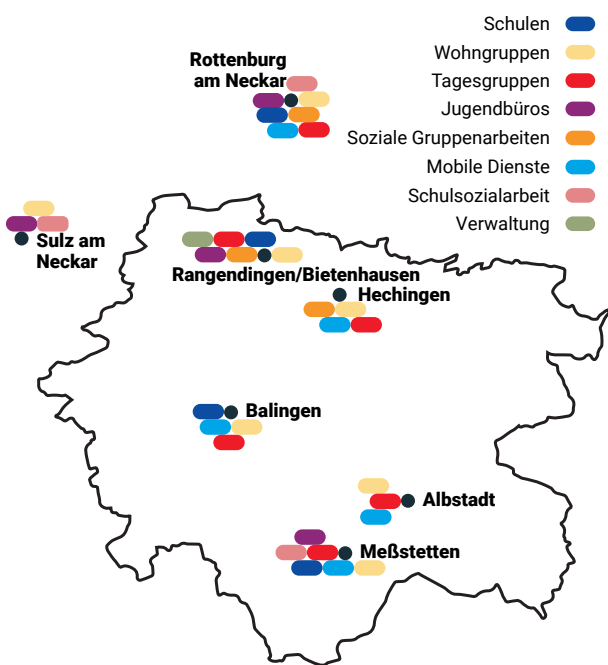 Schulen
Wohngruppen
Tagesgruppen
Jugendbüros
Soziale Gruppenarbeiten
Mobile Dienste
Schulsozialarbeit
Verwaltung
Rottenburg
am Neckar
Sulz am
Neckar
Rangendingen/Bietenhausen
Hechingen
Balingen
Albstadt
Meßstetten